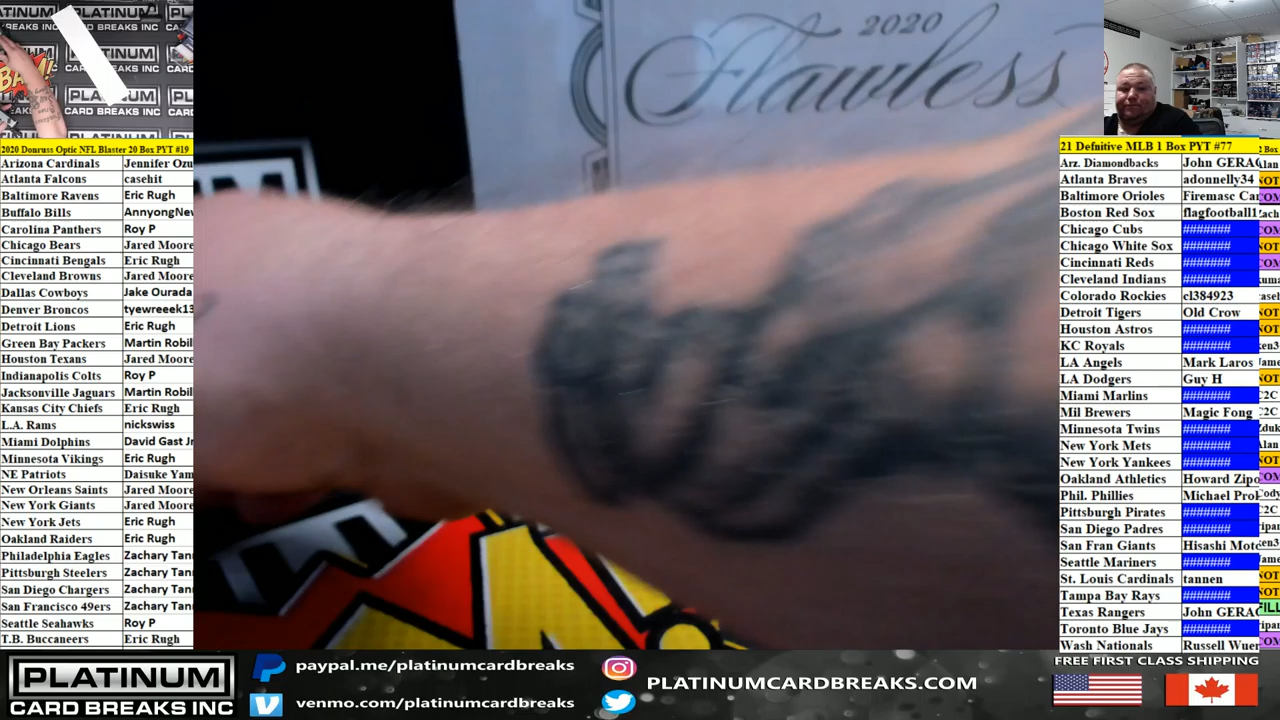 PLATINUM
CARD BREAKS INC
2020
Flawless
2020 Donruss Optic NFL Blaster 20 Box PYT #19
Arizona Cardinals Jennifer Ozu
Atlanta Falcons casehit
Baltimore Ravens Eric Rugh
Buffalo Bills AnnyongNew
Carolina Panthers Roy P
Chicago Bears Jared Moore
Cincinnati Bengals Eric Rugh
Cleveland Browns Jared Moore
Dallas Cowboys Jake Ourada
Denver Broncos tyewreeek13
Detroit Lions Eric Rugh
Green Bay Packers Martin Robil
Houston Texans Jared Moore
Indianapolis Colts Roy P
Jacksonville Jaguars Martin Robil
Kansas City Chiefs Eric Rugh
L.A. Rams nickswiss
Miami Dolphins David Gast Jr
Minnesota Vikings Eric Rugh
NE Patriots Daisuke Yam
New Orleans Saints Jared Moore
New York Giants Jared Moore
New York Jets Eric Rugh
Oakland Raiders Eric Rugh
Philadelphia Eagles Zachary Tan
Pittsburgh Steelers Zachary Tan
San Diego Chargers Zachary Tan
San Francisco 49ers Zachary Tan
Seattle Seahawks Roy P
T.B. Buccaneers Eric Rugh
21 Defnitive MLB 1 Box PYT #77
Arz. Diamondbacks John GERAC
Atlanta Braves adonnelly34
Baltimore Orioles Firemasc Car
Boston Red Sox flagfootball1
Chicago Cubs #######
Chicago White Sox #######
Cincinnati Reds #######
Cleveland Indians #######
Colorado Rockies cl384923
Detroit Tigers Old Crow
Houston Astros #######
KC Royals #######
LA Angels Mark Laros
LA Dodgers Guy H
Miami Marlins #######
Mil Brewers Magic Fong
Minnesota Twins #######
New York Mets #######
New York Yankees #######
Oakland Athletics Howard Zipo
Phil. Phillies Michael Prol
Pittsburgh Pirates #######
San Diego Padres #######
San Fran Giants Hisashi Moto
Seattle Mariners #######
St. Louis Cardinals tannen
Tampa Bay Rays #######
Texas Rangers John GERAC
Toronto Blue Jays #######
Wash Nationals Russell Wuer
PLATINUM
CARD BREAKS INC
paypal.me/platinumcardbreaks
venmo.com/platinumcardbreaks
PLATINUMCARDBREAKS.COM
FREE FIRST CLASS SHIPPING